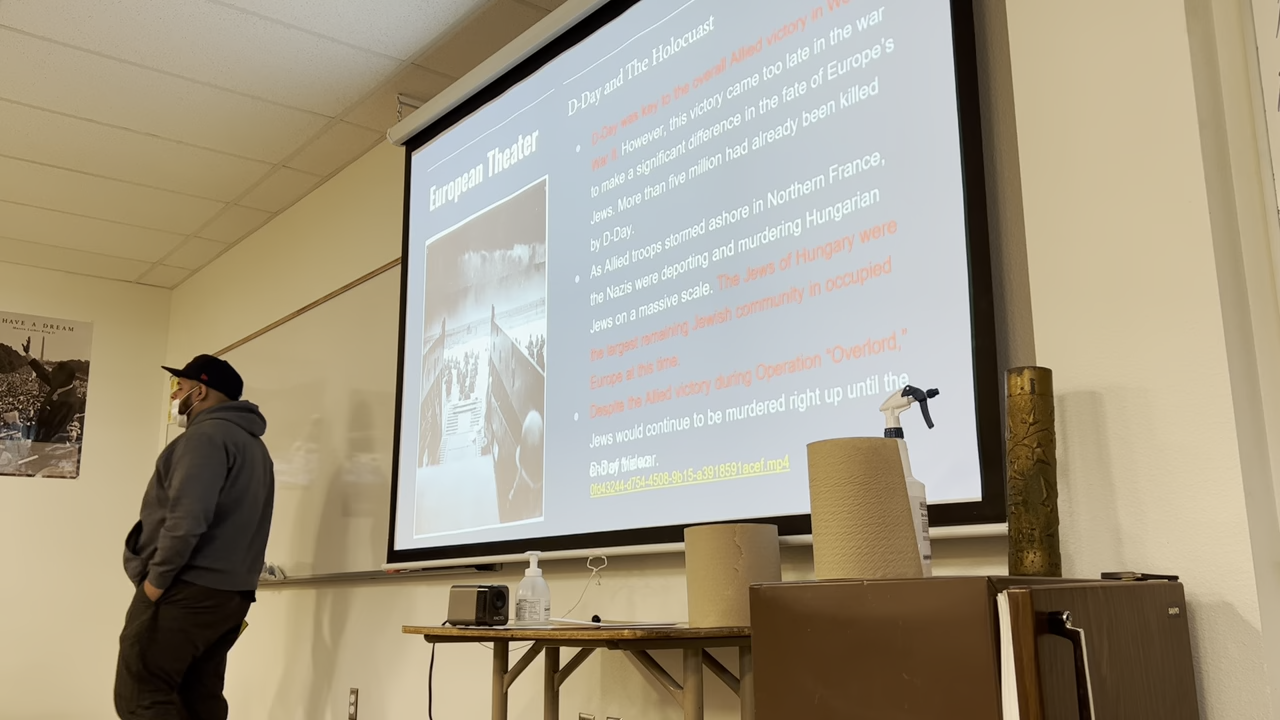 HAVE A DREAM
European Theater
D-Day and The Holocuast
D-Day was key to the overall Allied victory in
War II. However, this victory came too late in the war
to make a significant difference in the fate of Europe's
Jews. More than five million had already been killed
by D-Day.
As Allied troops stormed ashore in Northern France,
the Nazis were deporting and murdering Hungarian
Jews on a massive scale. The Jews of Hungary were
the largest remaining Jewish community in occupied
Europe at this time.
Despite the Allied victory during Operation "Overlord,"
Jews would continue to be murdered right up until the
0fd43244-d754-4508-9b15-a3918591acef.mp4
SANYO